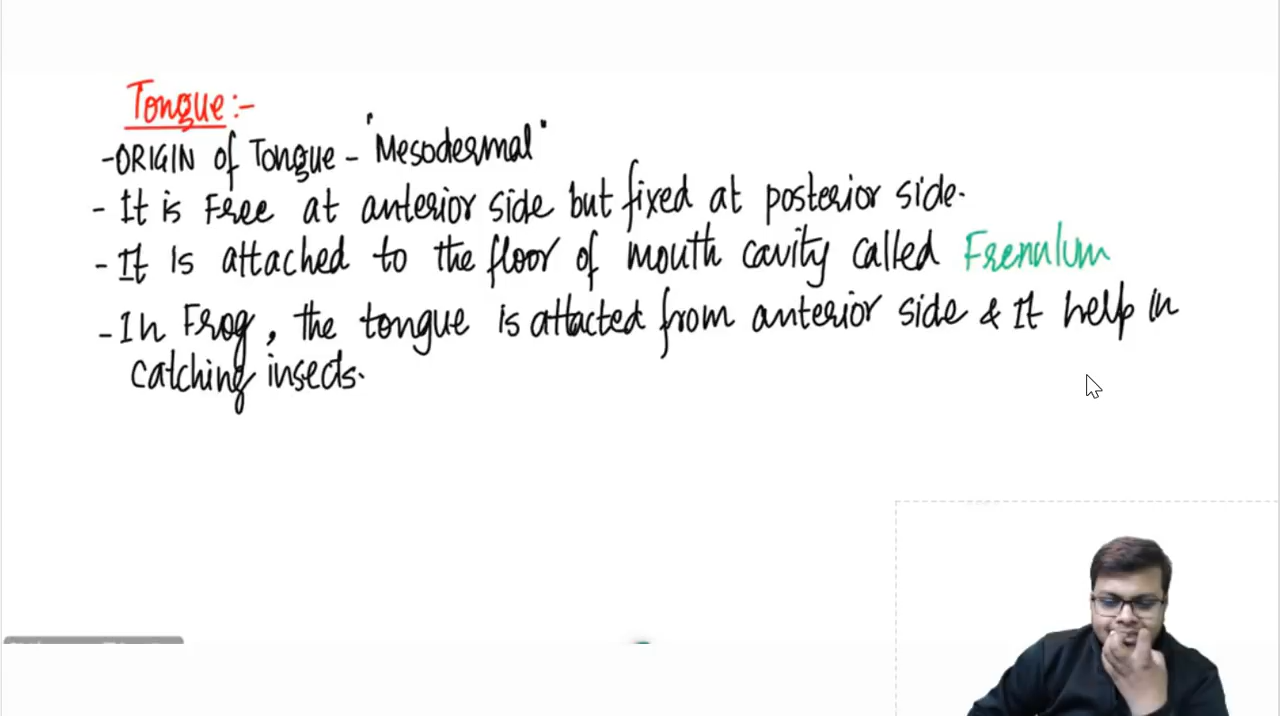 Tongue:-
-ORIGIN of Tongue - "Mesodermal"
- It is Free at anterior side but fixed at posterior side.
- It is attached to the floor of mouth cavity called Frenulum
- In Frog, the tongue is attacted from anterior side & It help in
catching insects.